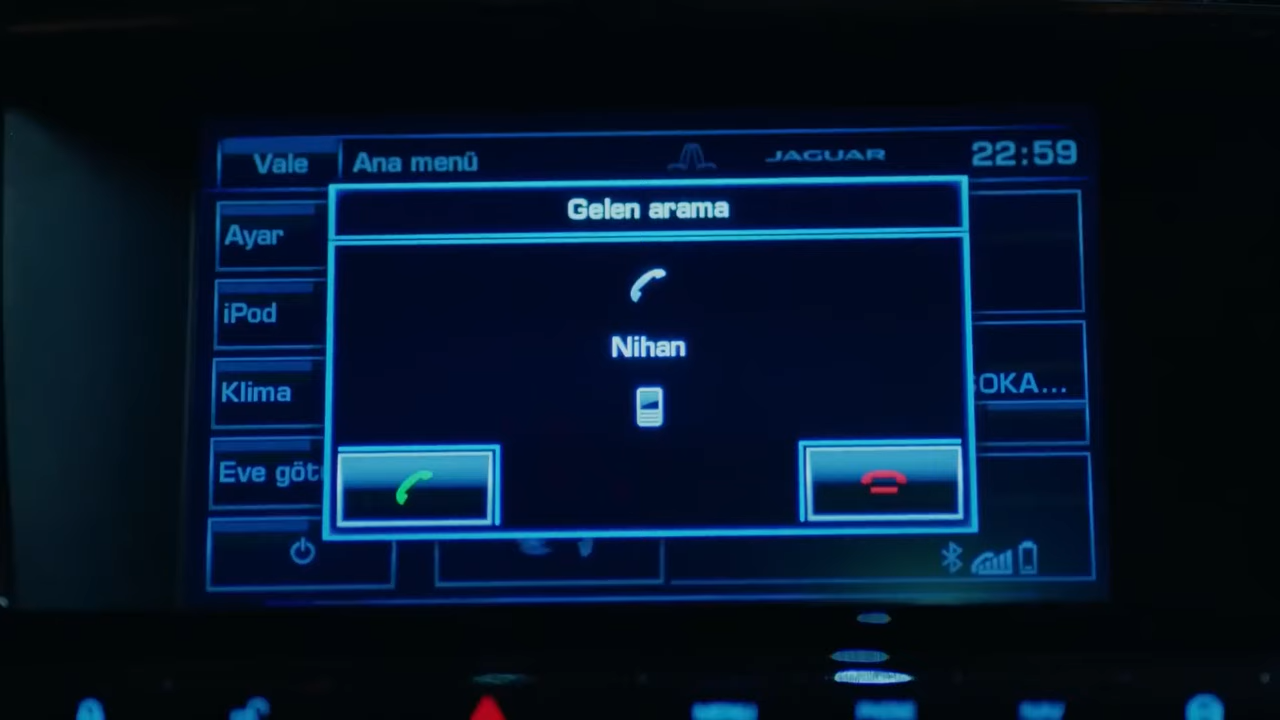 Vale
Ana menü
JAGUAR
22:59
Gelen arama
Ayar
iPod
Nihan
Klima
OKA...
Eve göt